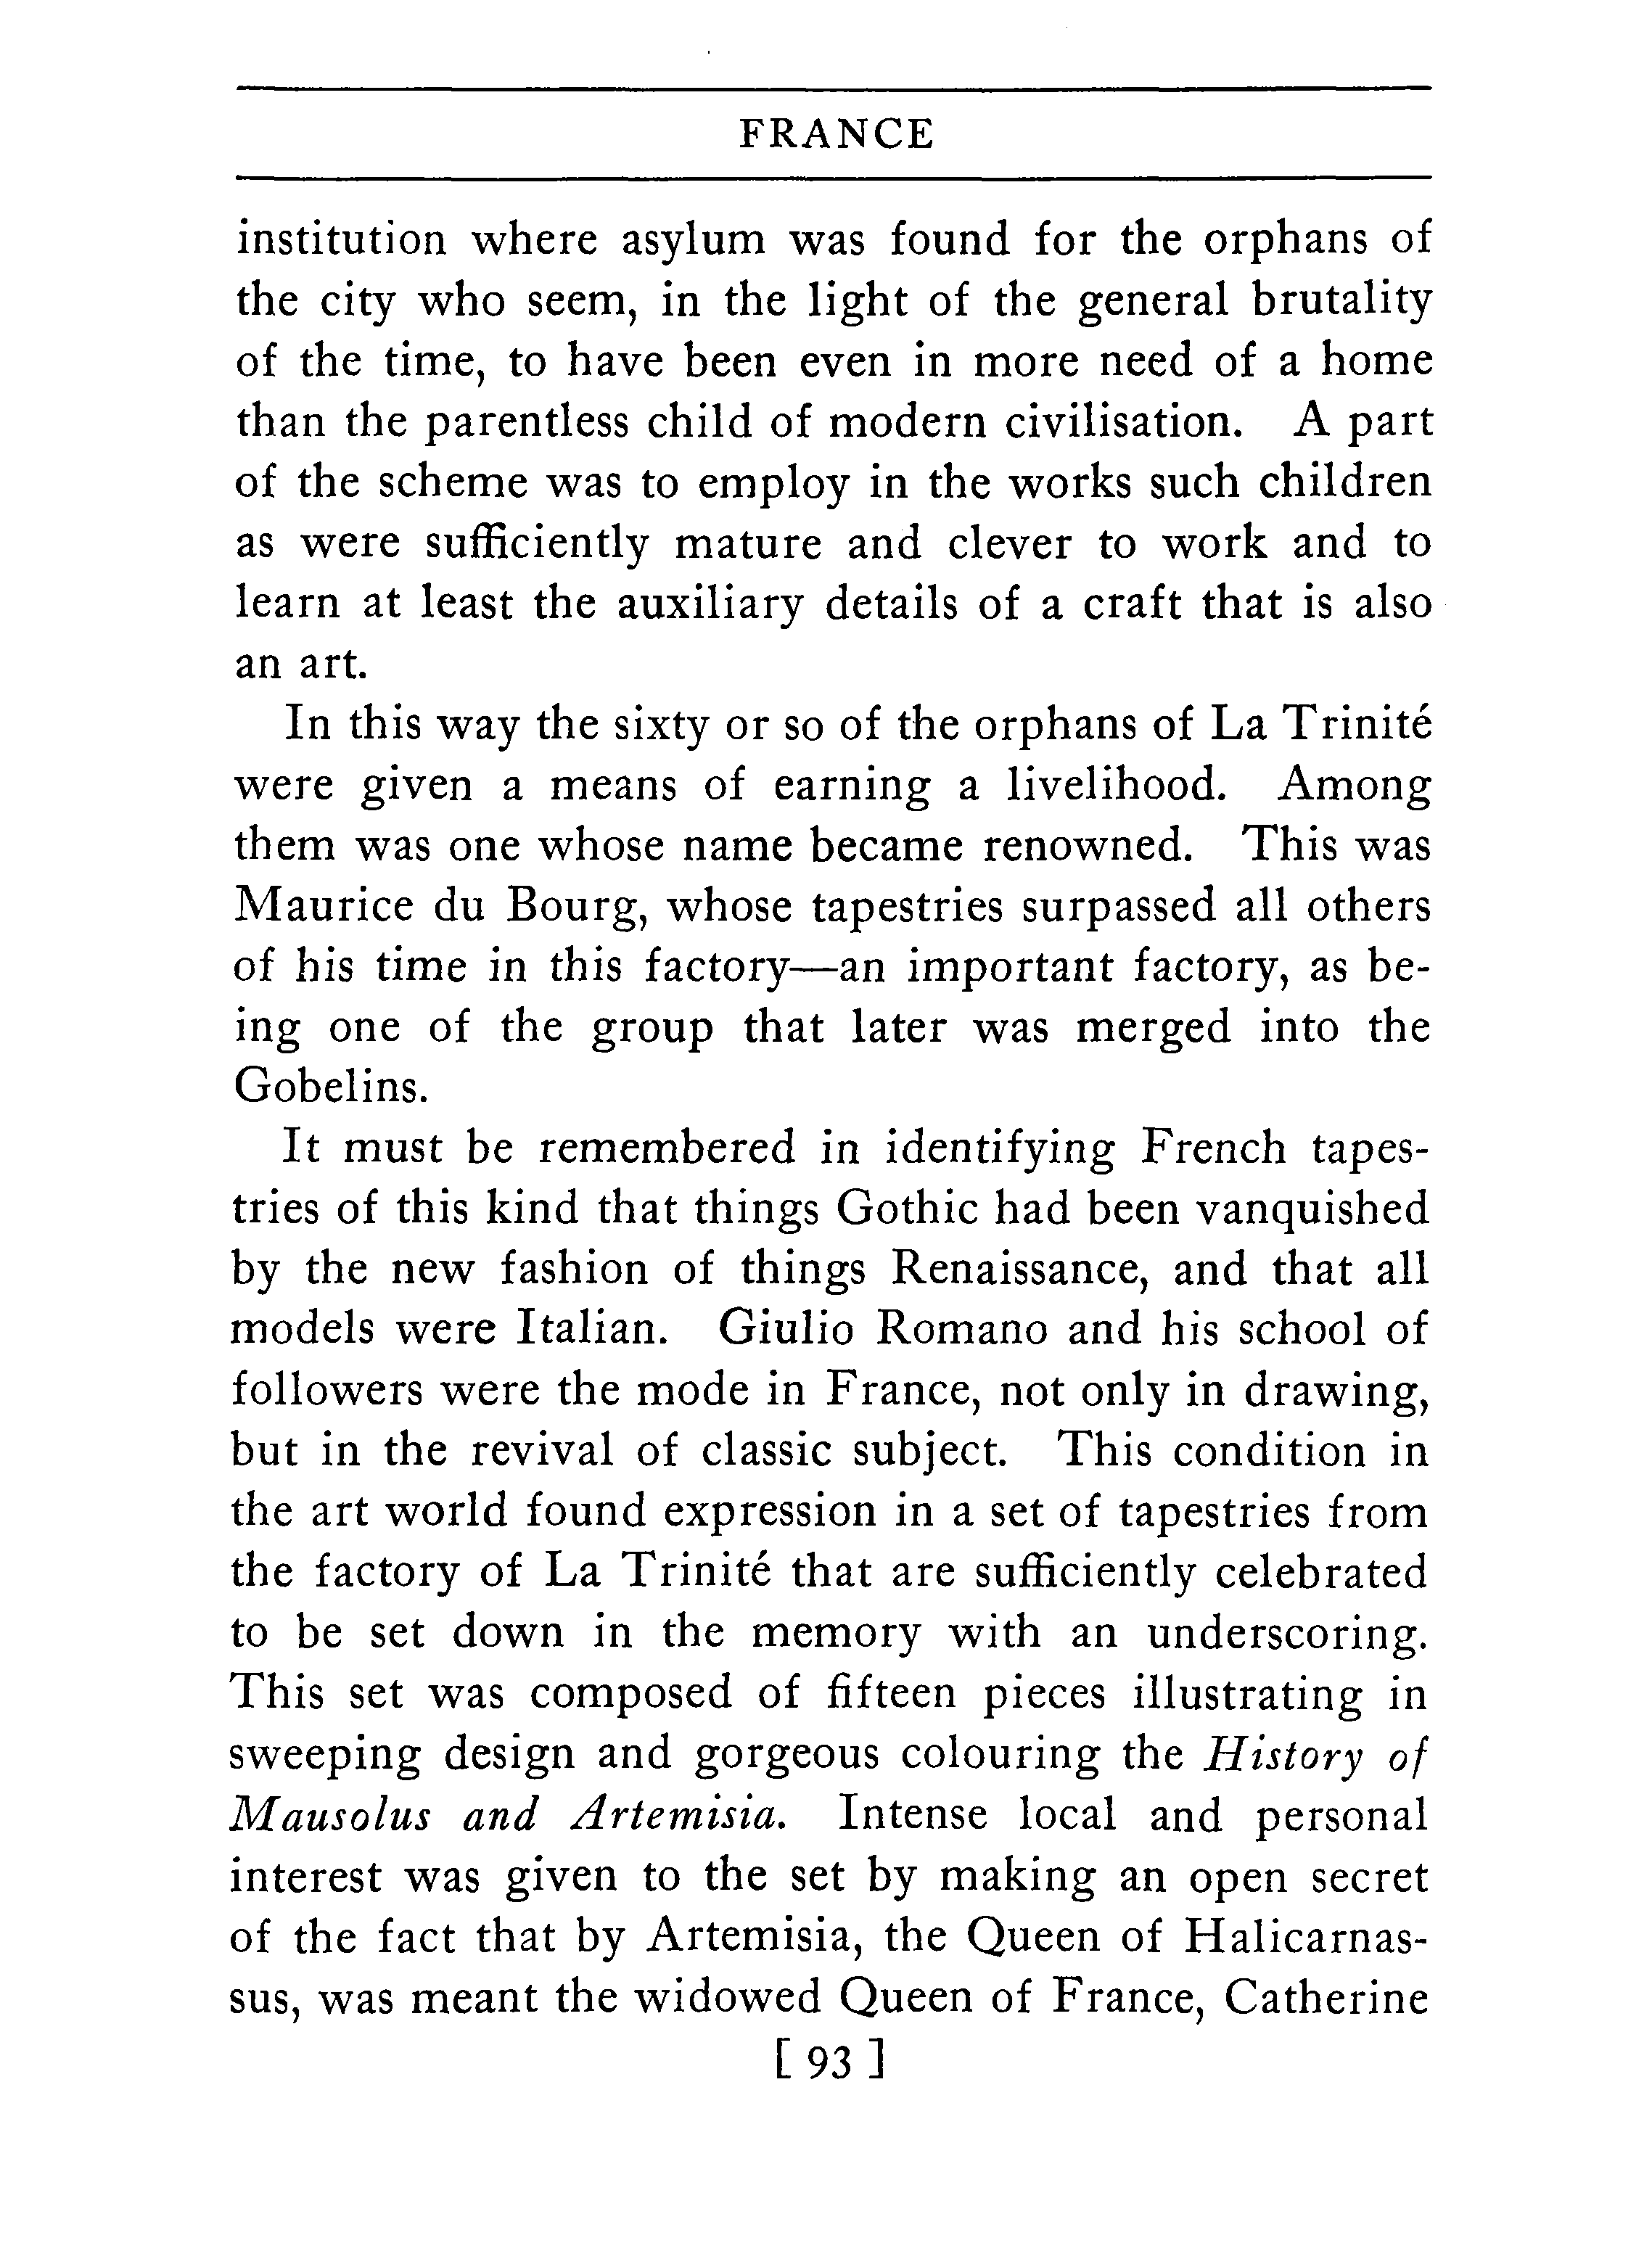 FRANCE
institution where asylum was found for the orphans of
the city who seem, in the light of the general brutality
of the time, to have been even in more need of a home
than the parentless child of modern civilisation. A part
of the scheme was to employ in the works such children
as were sufficiently mature and clever to work and to
learn at least the auxiliary details of a craft that is also
an art.
In this way the sixty or so of the orphans of La Trinité
were given a means of earning a livelihood. Among
them was one whose name became renowned. This was
Maurice du Bourg, whose tapestries surpassed all others
of his time in this factory—an important factory, as be-
ing one of the group that later was merged into the
Gobelins.
It must be remembered in identifying French tapes-
tries of this kind that things Gothic had been vanquished
by the new fashion of things Renaissance, and that all
models were Italian. Giulio Romano and his school of
followers were the mode in France, not only in drawing,
but in the revival of classic subject. This condition in
the art world found expression in a set of tapestries from
the factory of La Trinité that are sufficiently celebrated
to be set down in the memory with an underscoring.
This set was composed of fifteen pieces illustrating in
sweeping design and gorgeous colouring the History of
Mausolus and Artemisia. Intense local and personal
interest was given to the set by making an open secret
of the fact that by Artemisia, the Queen of Halicarnas-
sus, was meant the widowed Queen of France, Catherine
[ 93 ]